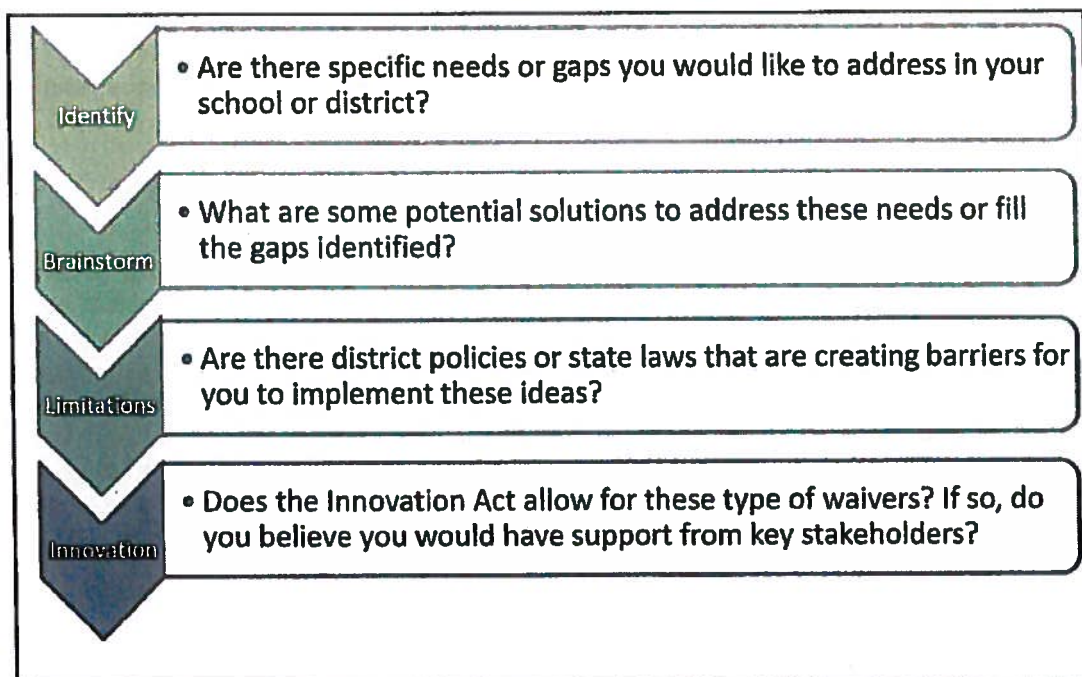 Identify
• Are there specific needs or gaps you would like to address in your
school or district?
Brainstorm
• What are some potential solutions to address these needs or fill
the gaps identified?
Limitations
• Are there district policies or state laws that are creating barriers for
you to implement these ideas?
Innovation
• Does the Innovation Act allow for these type of waivers? If so, do
you believe you would have support from key stakeholders?